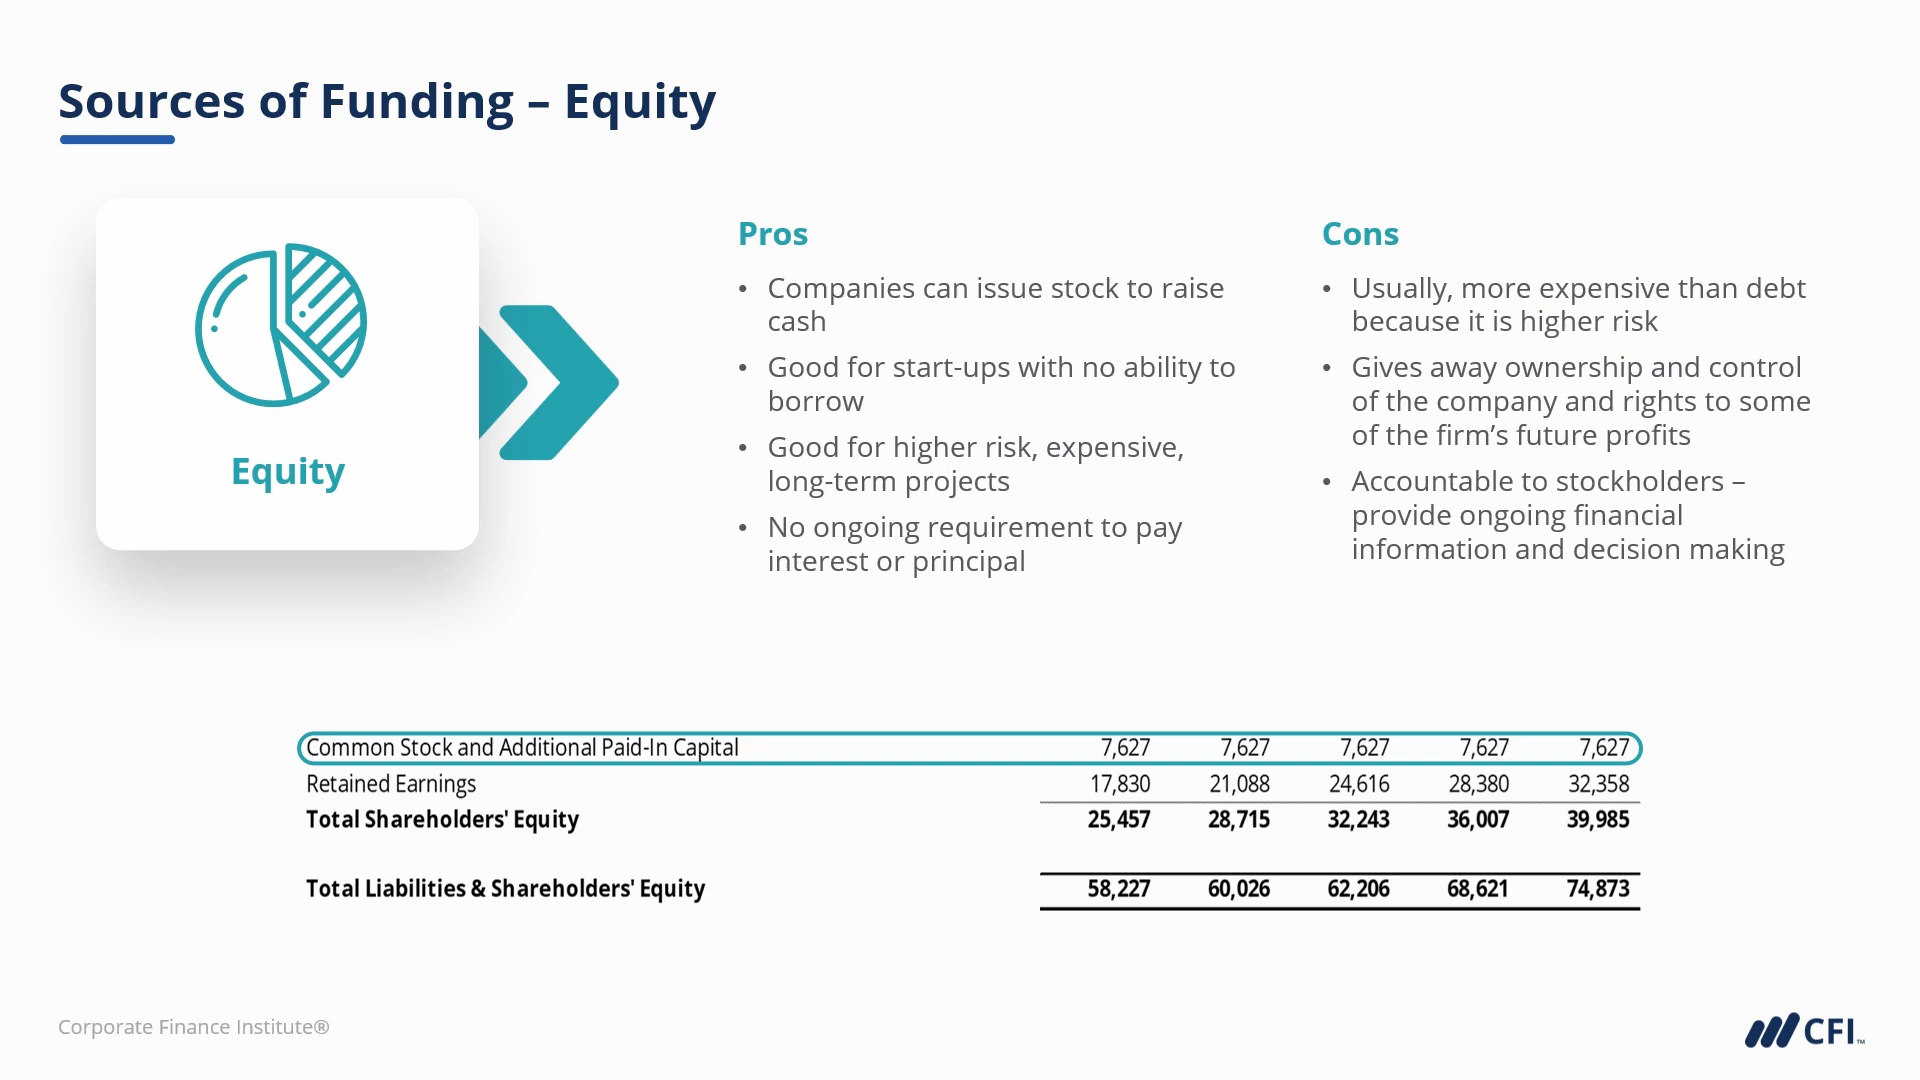 Sources of Funding – Equity
Equity
Pros
• Companies can issue stock to raise
cash
• Good for start-ups with no ability to
borrow
• Good for higher risk, expensive,
long-term projects
• No ongoing requirement to pay
interest or principal
Cons
• Usually, more expensive than debt
because it is higher risk
• Gives away ownership and control
of the company and rights to some
of the firm’s future profits
• Accountable to stockholders –
provide ongoing financial
information and decision making
Common Stock and Additional Paid-In Capital 7,627 7,627 7,627 7,627 7,627
Retained Earnings 17,830 21,088 24,616 28,380 32,358
Total Shareholders' Equity 25,457 28,715 32,243 36,007 39,985
Total Liabilities & Shareholders' Equity 58,227 60,026 62,206 68,621 74,873
Corporate Finance Institute®
CFI™